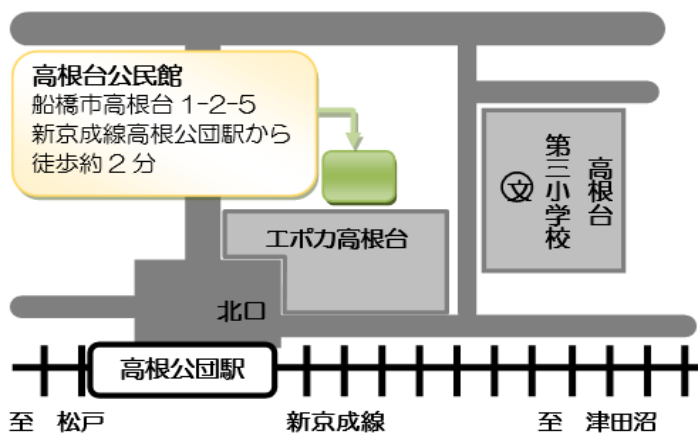 高根台公民館
船橋市高根台 1-2-5
新京成線高根公団駅から
徒歩約 2 分
高根台
第三小学校
文
エポカ高根台
北口
高根公団駅
至 松戸
新京成線
至 津田沼